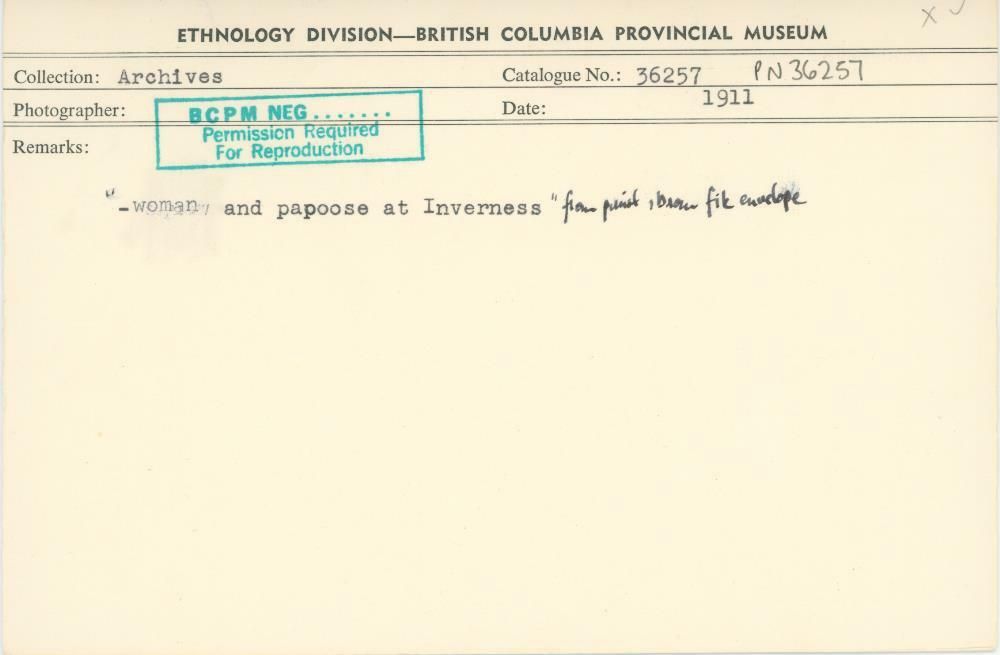 ETHNOLOGY DIVISION—BRITISH COLUMBIA PROVINCIAL MUSEUM
Collection: Archives Catalogue No.: 36257 PN 36257
Photographer: Date: 1911
BCPM NEG.......
Permission Required
For Reproduction
Remarks:
"-woman, and papoose at Inverness" from print, brown file envelope